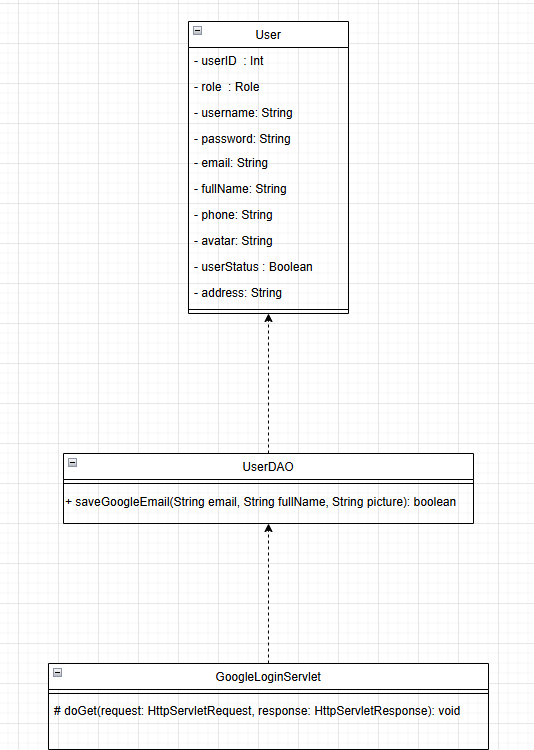 User
- userID : Int
- role : Role
- username: String
- password: String
- email: String
- fullName: String
- phone: String
- avatar: String
- userStatus : Boolean
- address: String
UserDAO
+ saveGoogleEmail(String email, String fullName, String picture): boolean
GoogleLoginServlet
# doGet(request: HttpServletRequest, response: HttpServletResponse): void